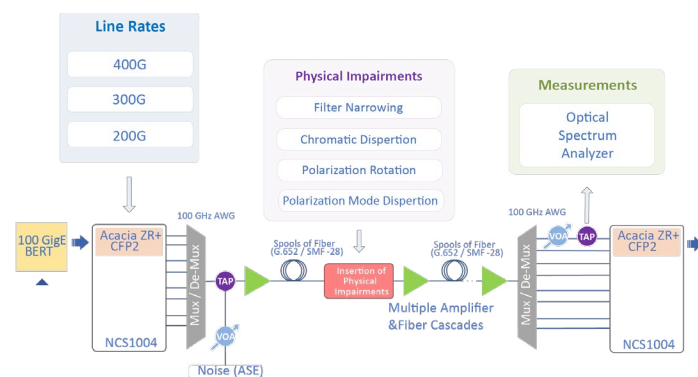 Line Rates
400G
300G
200G
Physical Impairments
Filter Narrowing
Chromatic Dispertion
Polarization Rotation
Polarization Mode Dispertion
Measurements
Optical
Spectrum
Analyzer
100 GigE
BERT
Acacia ZR+
CFP2
NCS1004
100 GHz AWG
Mux / De-Mux
TAP
VOA
Noise (ASE)
Spools of Fiber
(G.652 / SMF-28)
Insertion of
Physical
Impairments
Spools of Fiber
(G.652 / SMF-28)
Multiple Amplifier
&Fiber Cascades
100 GHz AWG
Mux / De-Mux
VOA
TAP
Acacia ZR+
CFP2
NCS1004